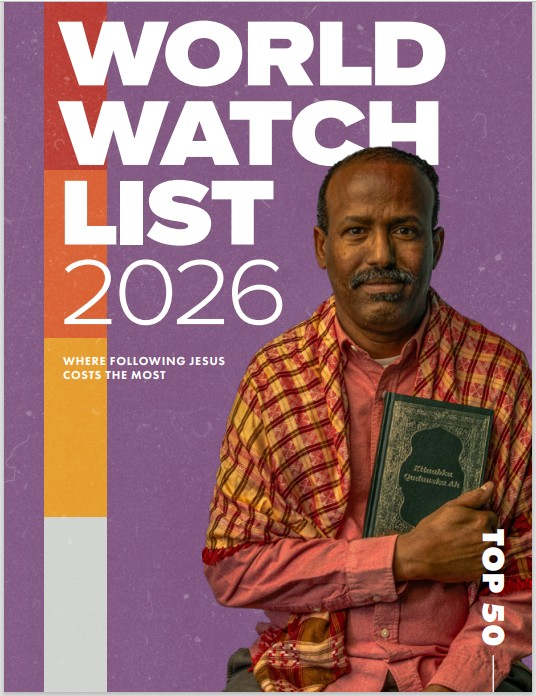 WORLD
WATCH
LIST
2026
WHERE FOLLOWING JESUS
COSTS THE MOST
Kitaabka
Quduuska Ah
TOP 50